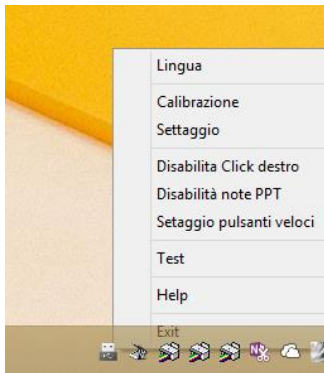 Lingua
Calibrazione
Settaggio
Disabilita Click destro
Disabilità note PPT
Setaggio pulsanti veloci
Test
Help
Exit